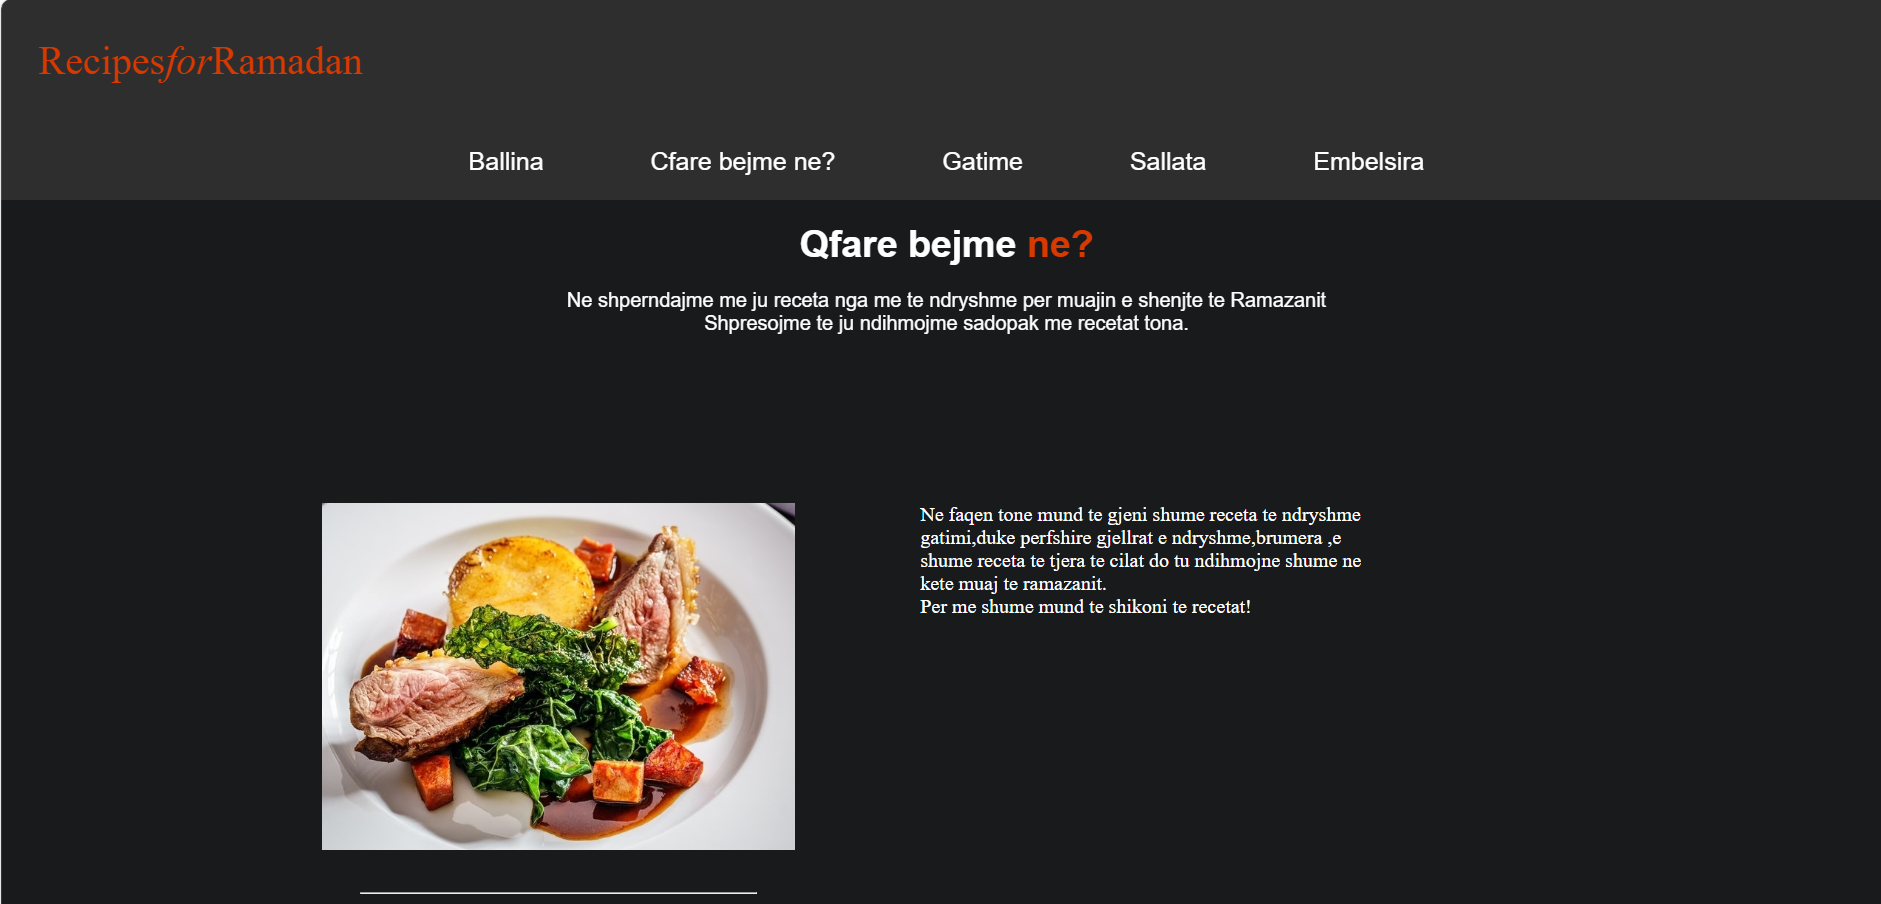 RecipesforRamadan
Ballina Cfare bejme ne? Gatime Sallata Embelsira
Qfare bejme ne?
Ne shperndajme me ju receta nga me te ndryshme per muajin e shenjte te Ramazanit
Shpresojme te ju ndihmojme sadopak me recetat tona.
Ne faqen tone mund te gjeni shume receta te ndryshme
gatimi,duke perfshire gjellrat e ndryshme,brumera ,e
shume receta te tjera te cilat do tu ndihmojne shume ne
kete muaj te ramazanit.
Per me shume mund te shikoni te recetat!